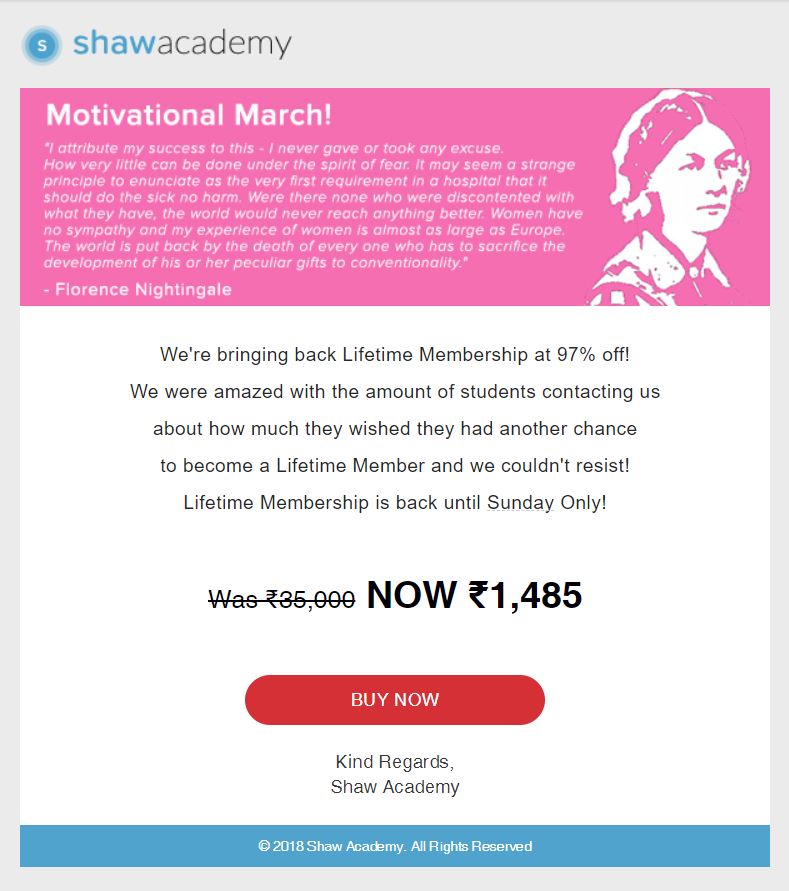 S shawacademy
Motivational March!
"I attribute my success to this - I never gave or took any excuse.
How very little can be done under the spirit of fear. It may seem a strange
principle to enunciate as the very first requirement in a hospital that it
should do the sick no harm. Were there none who were discontented with
what they have, the world would never reach anything better. Women have
no sympathy and my experience of women is almost as large as Europe.
The world is put back by the death of every one who has to sacrifice the
development of his or her peculiar gifts to conventionality."
- Florence Nightingale
We're bringing back Lifetime Membership at 97% off!
We were amazed with the amount of students contacting us
about how much they wished they had another chance
to become a Lifetime Member and we couldn't resist!
Lifetime Membership is back until Sunday Only!
Was ₹35,000 NOW ₹1,485
BUY NOW
Kind Regards,
Shaw Academy
© 2018 Shaw Academy. All Rights Reserved